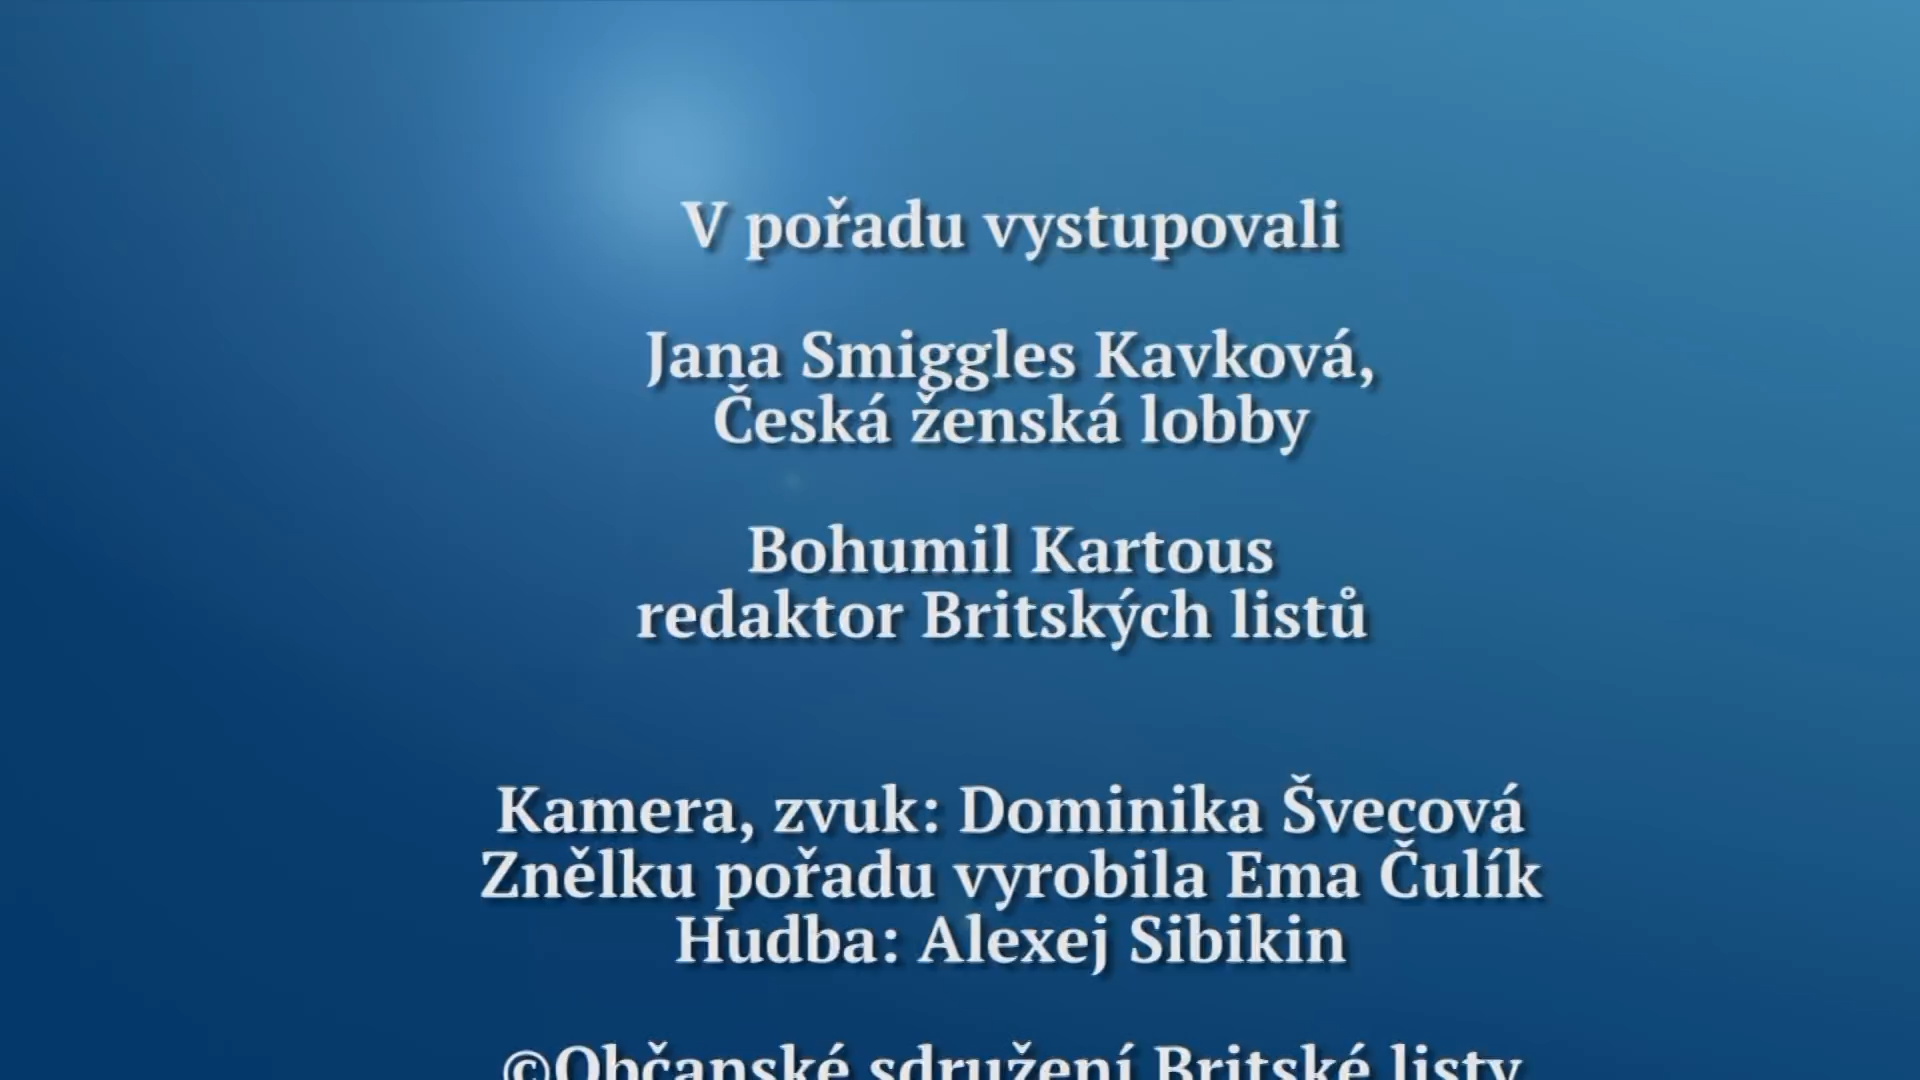 V pořadu vystupovali
Jana Smiggles Kavková,
Česká ženská lobby
Bohumil Kartous
redaktor Britských listů
Kamera, zvuk: Dominika Švecová
Znělku pořadu vyrobila Ema Čulík
Hudba: Alexej Sibikin
©Občanské sdružení Britské listy